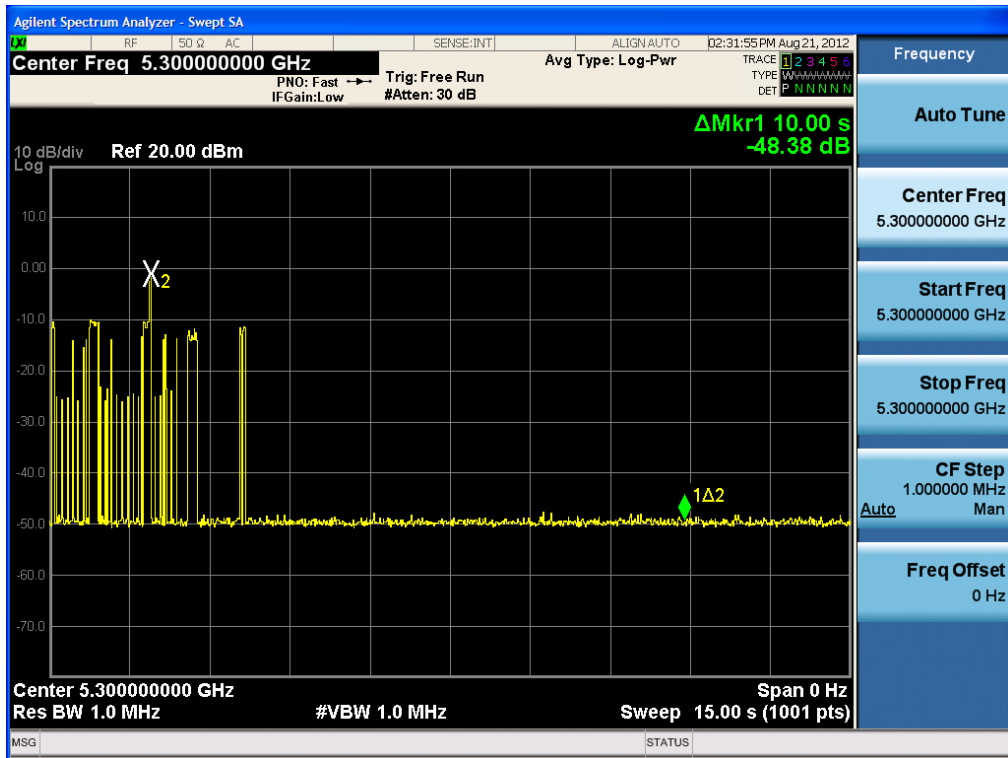 Agilent Spectrum Analyzer - Swept SA
LXI RF 50 Ω AC SENSE:INT ALIGN AUTO 02:31:55 PM Aug 21, 2012
Center Freq 5.300000000 GHz
PNO: Fast
IFGain:Low
Trig: Free Run
#Atten: 30 dB
Avg Type: Log-Pwr
TRACE 1 2 3 4 5 6
TYPE
DET P N N N N N
ΔMkr1 10.00 s
-48.38 dB
10 dB/div Ref 20.00 dBm
Log
10.0
0.00
-10.0
-20.0
-30.0
-40.0
-50.0
-60.0
-70.0
2
1Δ2
Center 5.300000000 GHz Span 0 Hz
Res BW 1.0 MHz #VBW 1.0 MHz Sweep 15.00 s (1001 pts)
MSG STATUS
Frequency
Auto Tune
Center Freq
5.300000000 GHz
Start Freq
5.300000000 GHz
Stop Freq
5.300000000 GHz
CF Step
1.000000 MHz
Auto Man
Freq Offset
0 Hz